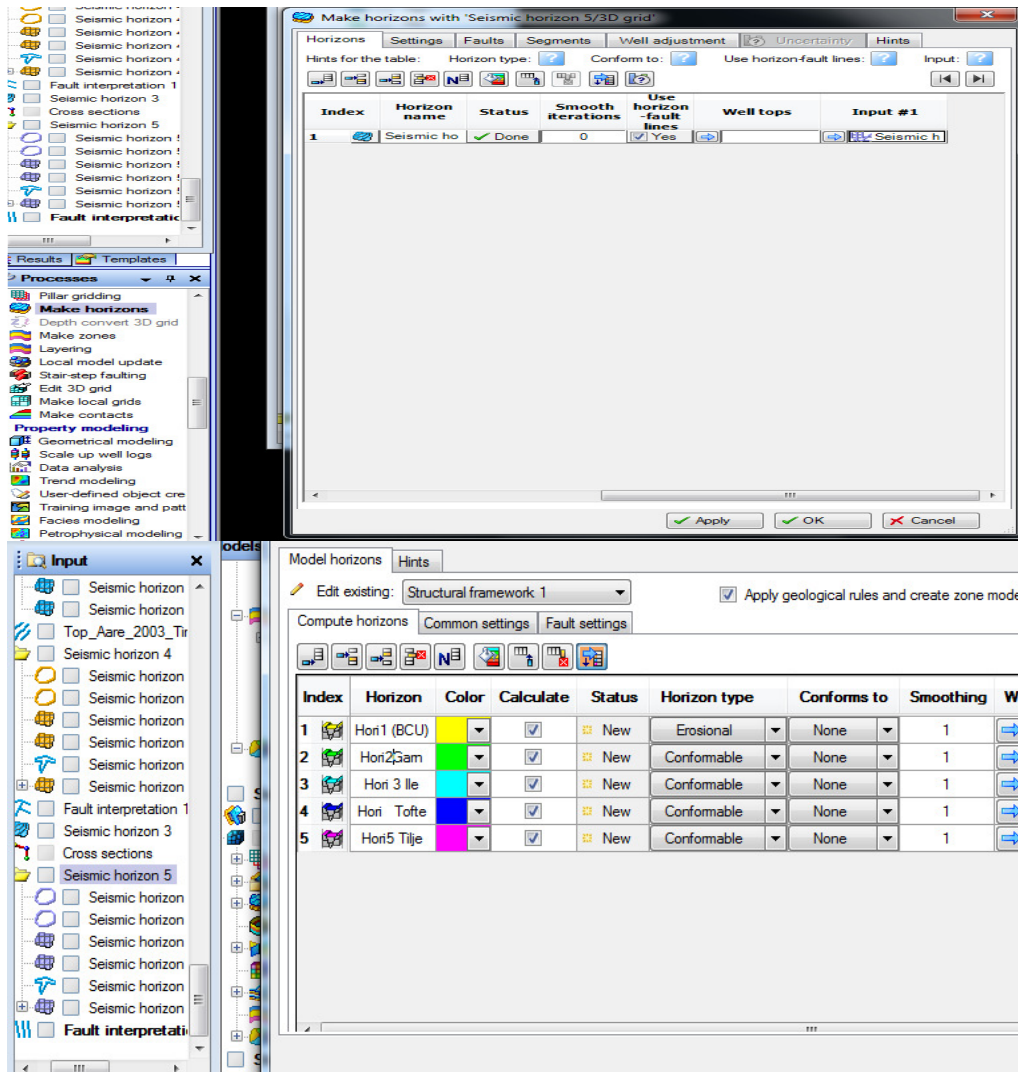 Seismic horizon 4
Seismic horizon 4
Seismic horizon
Seismic horizon
Seismic horizon
Seismic horizon
Fault interpretation 1
Seismic horizon 3
Cross sections
Seismic horizon 5
Seismic horizon
Seismic horizon
Seismic horizon
Seismic horizon
Seismic horizon
Seismic horizon
Fault interpretatic
Results Templates
Processes
Pillar gridding
Make horizons
Depth convert 3D grid
Make zones
Layering
Local model update
Stair-step faulting
Edit 3D grid
Make local grids
Make contacts
Property modeling
Geometrical modeling
Scale up well logs
Data analysis
Trend modeling
User-defined object cre
Training image and patt
Facies modeling
Petrophysical modeling
Make horizons with 'Seismic horizon 5/3D grid'
Horizons Settings Faults Segments Well adjustment Uncertainty Hints
Hints for the table: Horizon type: ? Conform to: ? Use horizon-fault lines: ? Input: ?
Index Horizon name Status Smooth iterations Use horizon -fault lines Well tops Input #1
1 Seismic ho Done 0 Yes Seismic h
Apply OK Cancel
Input
Seismic horizon
Seismic horizon
Top_Aare_2003_Tir
Seismic horizon 4
Seismic horizon
Seismic horizon
Seismic horizon
Seismic horizon
Seismic horizon
Seismic horizon
Fault interpretation 1
Seismic horizon 3
Cross sections
Seismic horizon 5
Seismic horizon
Seismic horizon
Seismic horizon
Seismic horizon
Seismic horizon
Seismic horizon
Fault interpretati
odels
Model horizons Hints
Edit existing: Structural framework 1 Apply geological rules and create zone mode
Compute horizons Common settings Fault settings
Index Horizon Color Calculate Status Horizon type Conforms to Smoothing W
1 Hori1 (BCU) New Erosional None 1
2 Hori2Gam New Conformable None 1
3 Hori 3 Ile New Conformable None 1
4 Hori Tofte New Conformable None 1
5 Hori5 Tilje New Conformable None 1